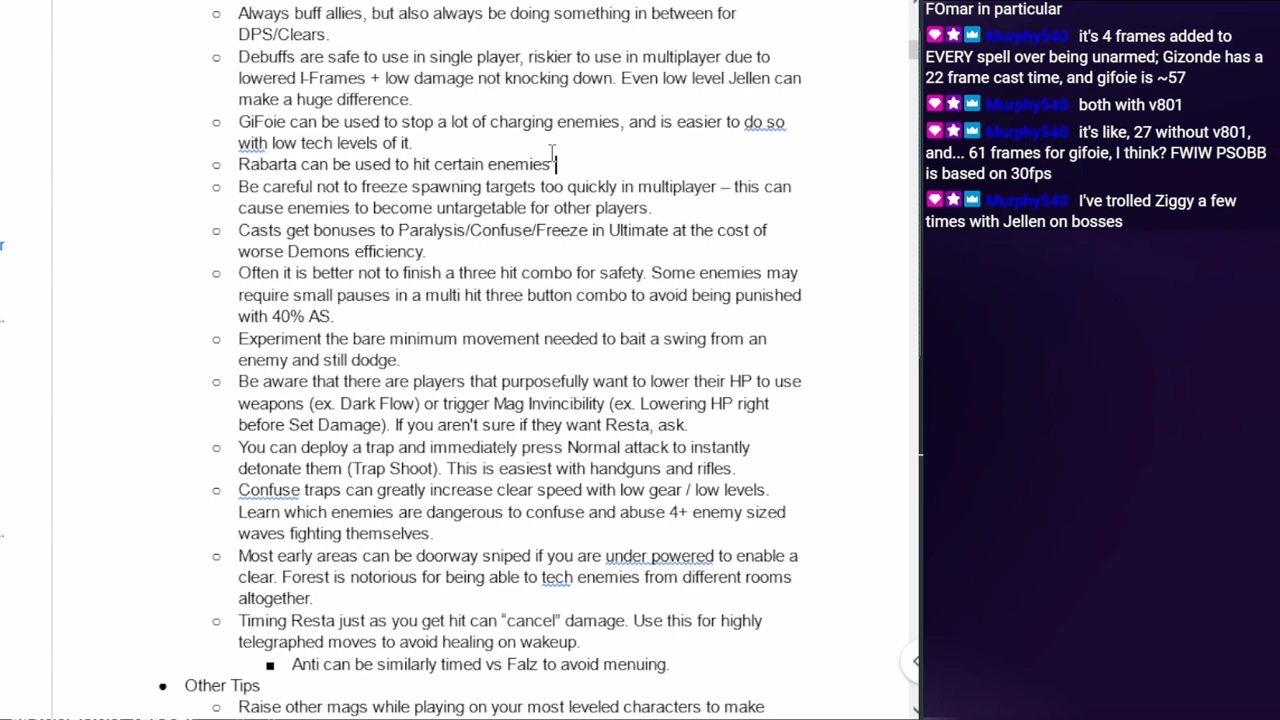 Always buff allies, but also always be doing something in between for
DPS/Clears.
Debuffs are safe to use in single player, riskier to use in multiplayer due to
lowered I-Frames + low damage not knocking down. Even low level Jellen can
make a huge difference.
GiFoie can be used to stop a lot of charging enemies, and is easier to do so
with low tech levels of it.
Rabarta can be used to hit certain enemies
Be careful not to freeze spawning targets too quickly in multiplayer – this can
cause enemies to become untargetable for other players.
Casts get bonuses to Paralysis/Confuse/Freeze in Ultimate at the cost of
worse Demons efficiency.
Often it is better not to finish a three hit combo for safety. Some enemies may
require small pauses in a multi hit three button combo to avoid being punished
with 40% AS.
Experiment the bare minimum movement needed to bait a swing from an
enemy and still dodge.
Be aware that there are players that purposefully want to lower their HP to use
weapons (ex. Dark Flow) or trigger Mag Invincibility (ex. Lowering HP right
before Set Damage). If you aren't sure if they want Resta, ask.
You can deploy a trap and immediately press Normal attack to instantly
detonate them (Trap Shoot). This is easiest with handguns and rifles.
Confuse traps can greatly increase clear speed with low gear / low levels.
Learn which enemies are dangerous to confuse and abuse 4+ enemy sized
waves fighting themselves.
Most early areas can be doorway sniped if you are under powered to enable a
clear. Forest is notorious for being able to tech enemies from different rooms
altogether.
Timing Resta just as you get hit can “cancel” damage. Use this for highly
telegraphed moves to avoid healing on wakeup.
Anti can be similarly timed vs Falz to avoid menuing.
Other Tips
Raise other mags while playing on your most leveled characters to make
FOmar in particular
Murphy540 it's 4 frames added to
EVERY spell over being unarmed; Gizonde has a
22 frame cast time, and gifoie is ~57
Murphy540 both with v801
Murphy540 it's like, 27 without v801,
and... 61 frames for gifoie, I think? FWIW PSOBB
is based on 30fps
Murphy540 I've trolled Ziggy a few
times with Jellen on bosses